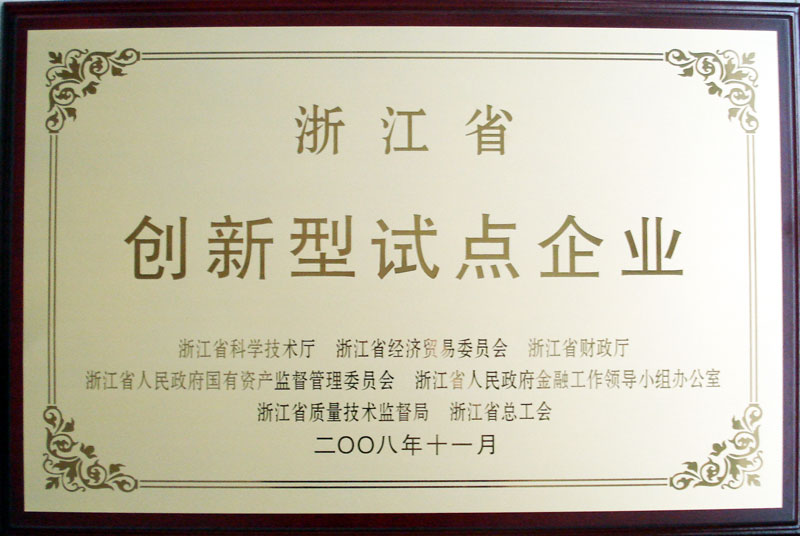 浙江省
创新型试点企业
浙江省科学技术厅 浙江省经济贸易委员会 浙江省财政厅
浙江省人民政府国有资产监督管理委员会 浙江省人民政府金融工作领导小组办公室
浙江省质量技术监督局 浙江省总工会
二〇〇八年十一月